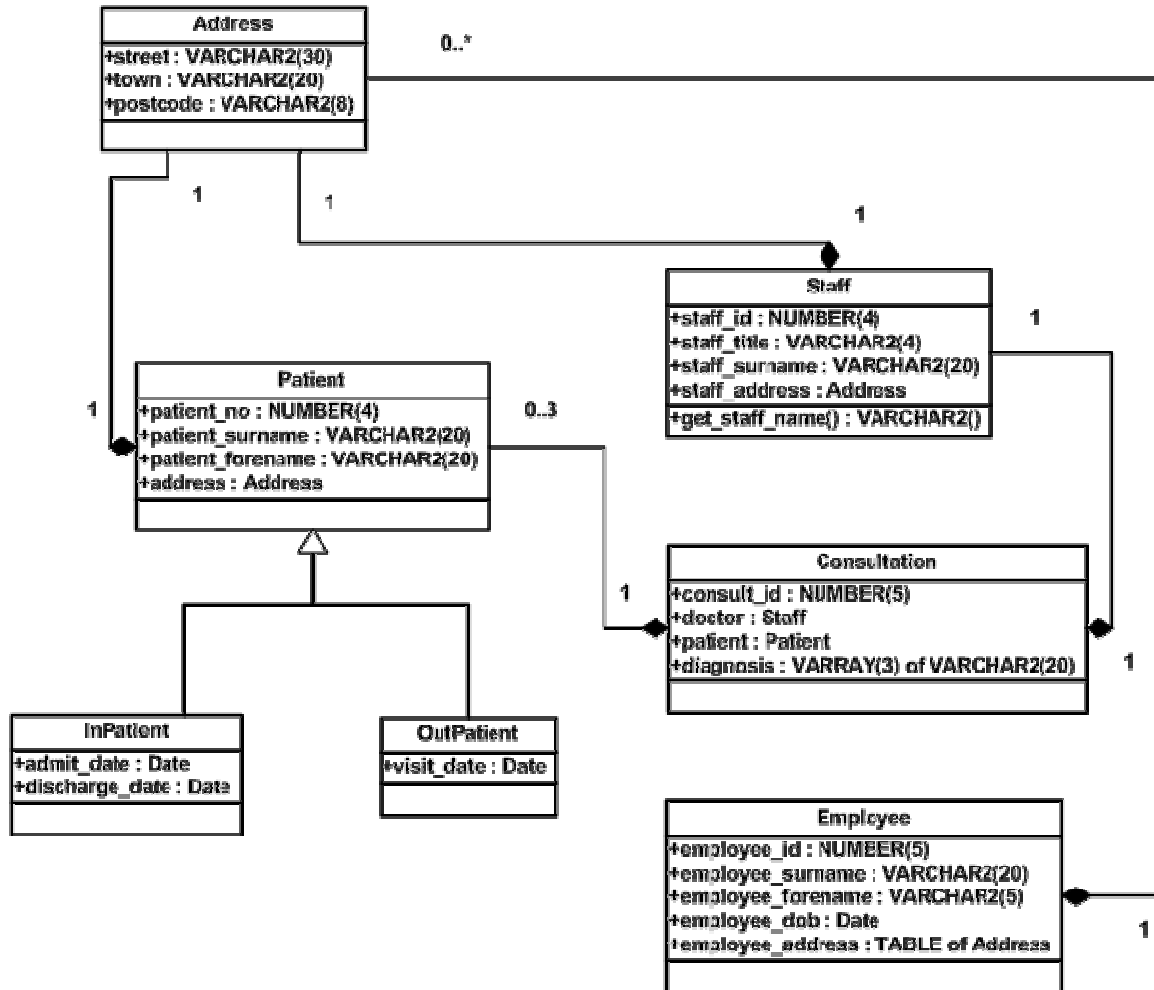 Address
+street : VARCHAR2(30)
+town : VARCHAR2(20)
+postcode : VARCHAR2(8)
0..*
1
1
1
Staff
+staff_id : NUMBER(4)
+staff_title : VARCHAR2(4)
+staff_surname : VARCHAR2(20)
+staff_address : Address
+get_staff_name() : VARCHAR2()
1
Patient
+patient_no : NUMBER(4)
+patient_surname : VARCHAR2(20)
+patient_forename : VARCHAR2(20)
+address : Address
1
0..3
Consultation
+consult_id : NUMBER(5)
+doctor : Staff
+patient : Patient
+diagnosis : VARRAY(3) of VARCHAR2(20)
1
1
InPatient
+admit_date : Date
+discharge_date : Date
OutPatient
+visit_date : Date
Employee
+employee_id : NUMBER(5)
+employee_surname : VARCHAR2(20)
+employee_forename : VARCHAR2(5)
+employee_dob : Date
+employee_address : TABLE of Address
1